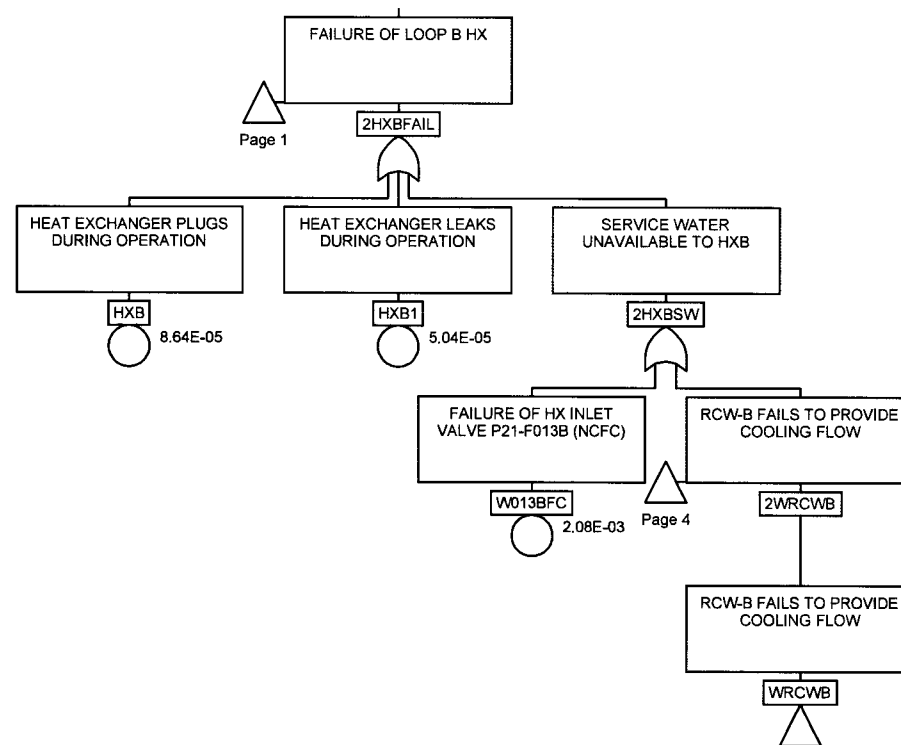 FAILURE OF LOOP B HX
Page 1
2HXBFAIL
HEAT EXCHANGER PLUGS
DURING OPERATION
HEAT EXCHANGER LEAKS
DURING OPERATION
SERVICE WATER
UNAVAILABLE TO HXB
HXB
8.64E-05
HXB1
5.04E-05
2HXBSW
FAILURE OF HX INLET
VALVE P21-F013B (NCFC)
RCW-B FAILS TO PROVIDE
COOLING FLOW
W013BFC
2.08E-03
Page 4
2WRCWB
RCW-B FAILS TO PROVIDE
COOLING FLOW
WRCWB